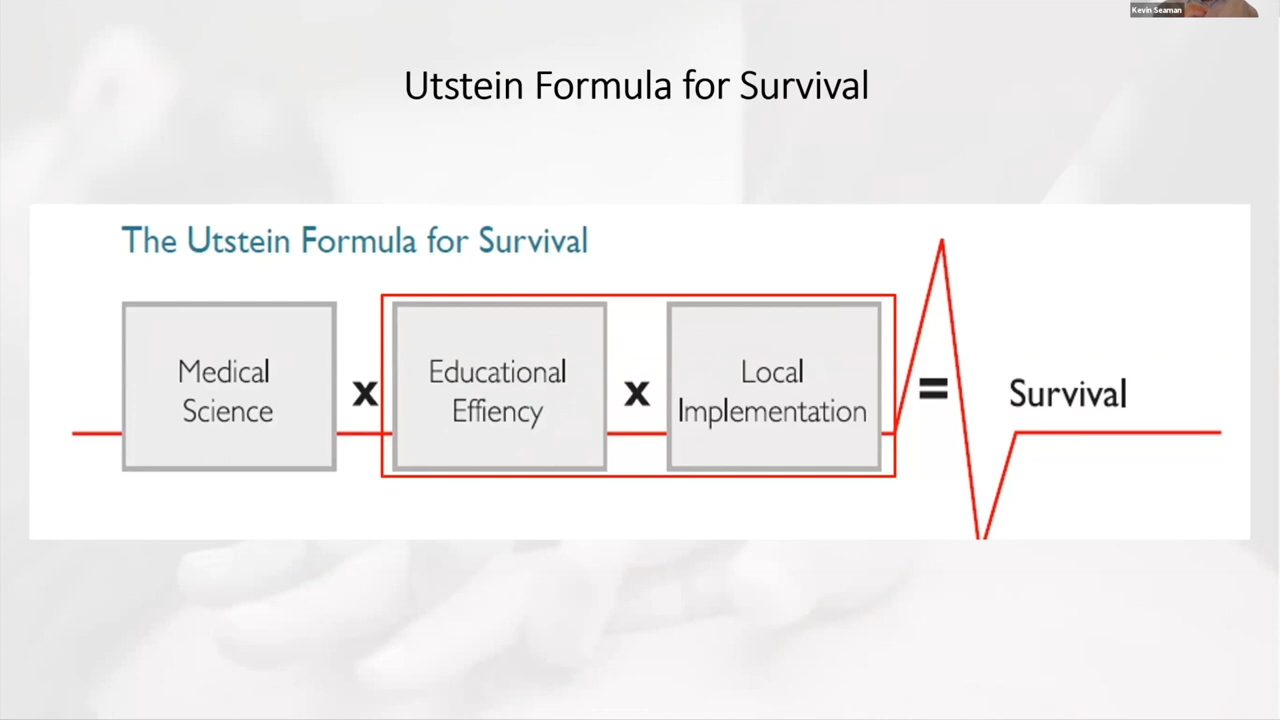 Kevin Seaman
Utstein Formula for Survival
The Utstein Formula for Survival
Medical
Science
x
Educational
Effiency
x
Local
Implementation
=
Survival